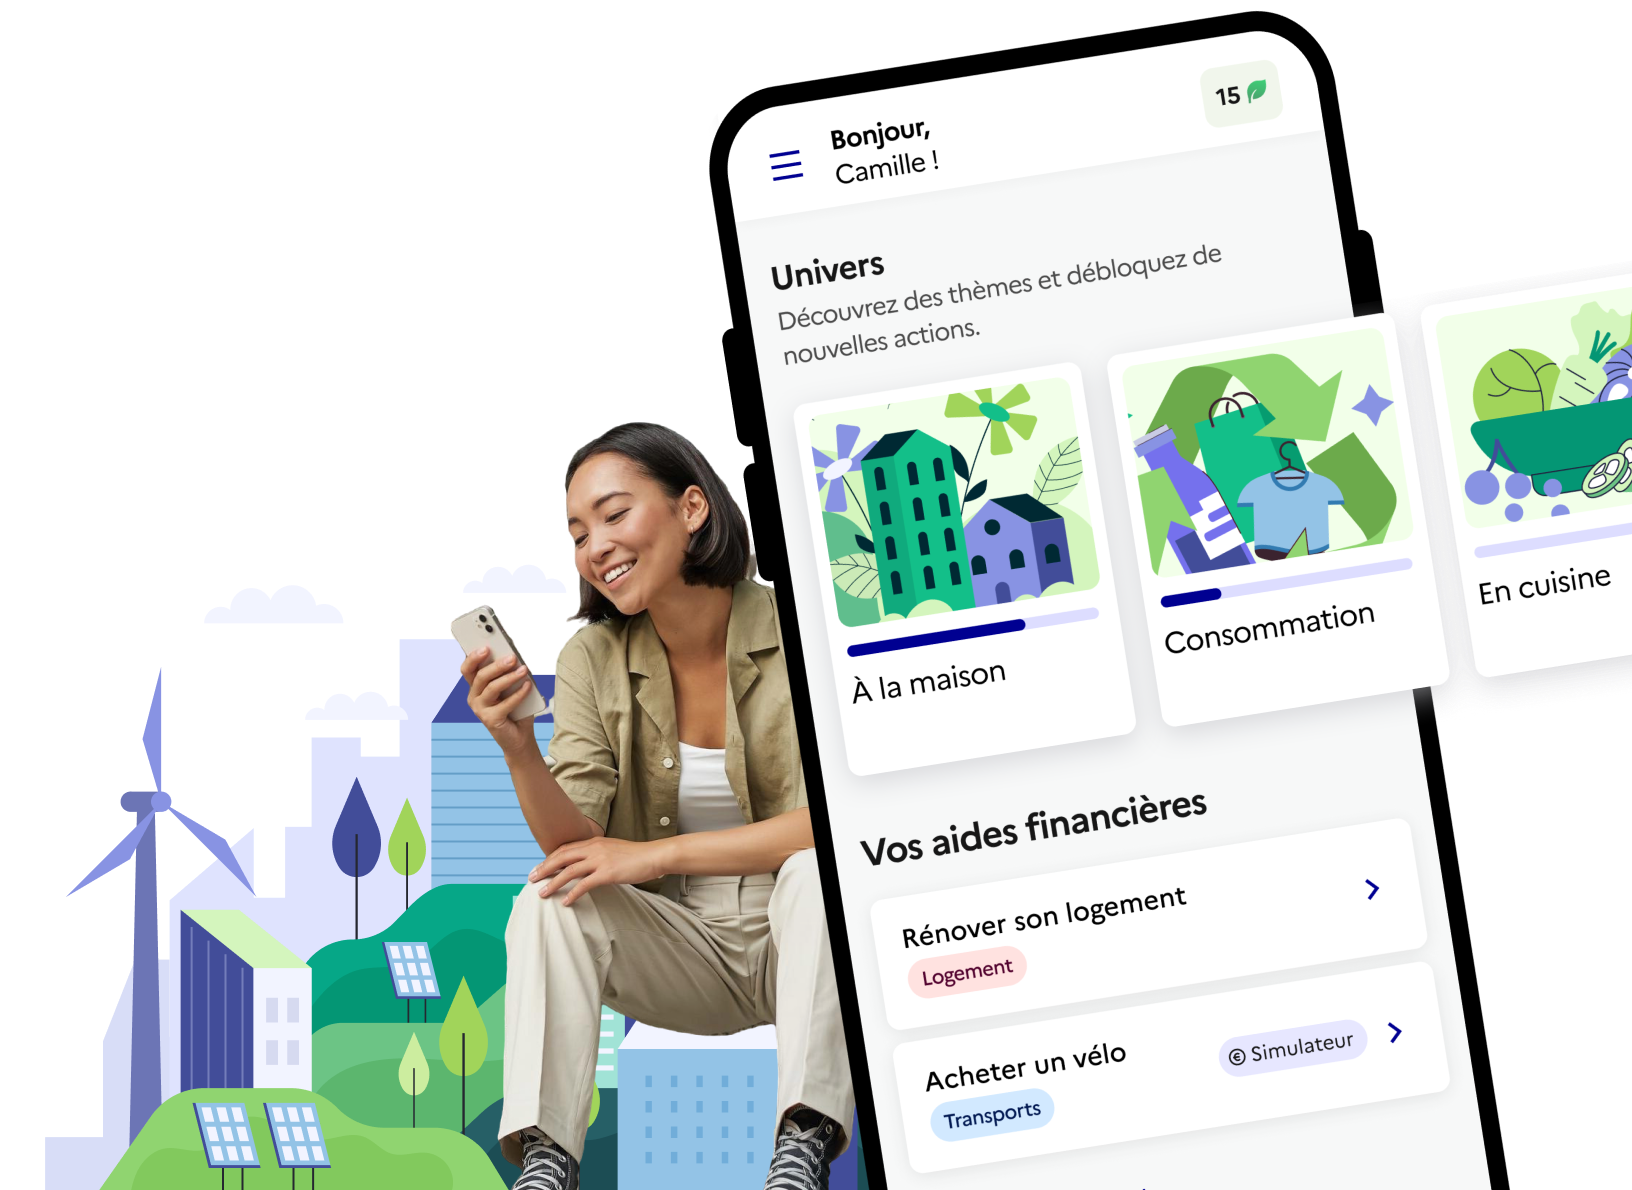 Bonjour,
Camille !
15
Univers
Découvrez des thèmes et débloquez de
nouvelles actions.
À la maison
Consommation
En cuisine
Vos aides financières
Rénover son logement
Logement
Acheter un vélo
Simulateur
Transports